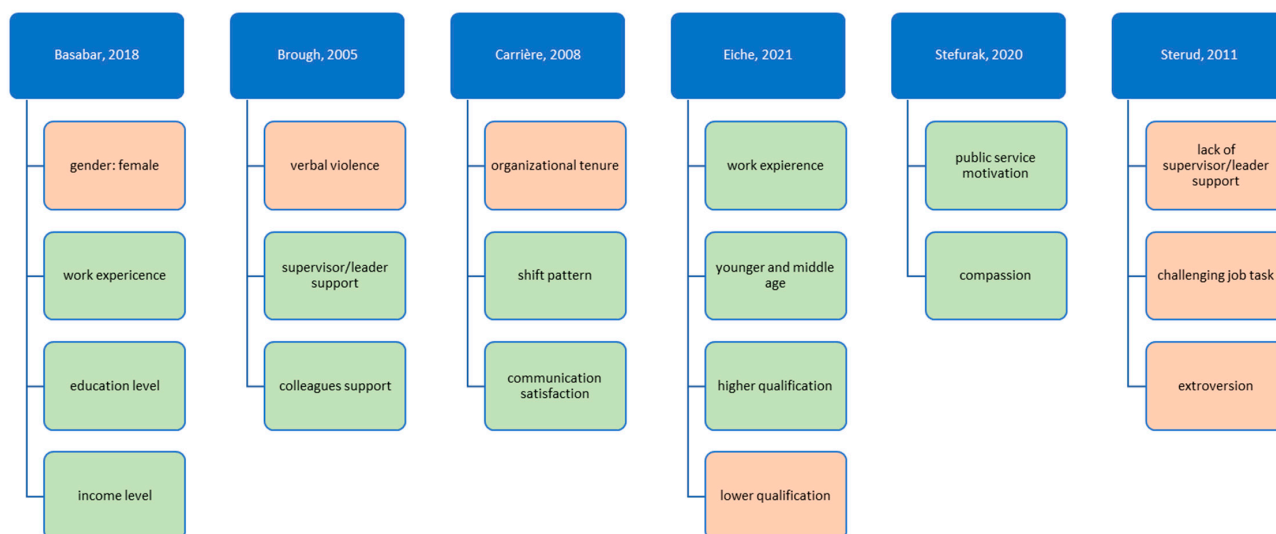 Basabar, 2018
Brough, 2005
Carrière, 2008
Eiche, 2021
Stefurak, 2020
Sterud, 2011
gender: female
work expericence
education level
income level
verbal violence
supervisor/leader
support
colleagues support
organizational tenure
shift pattern
communication
satisfaction
work expierence
younger and middle
age
higher qualification
lower qualification
public service
motivation
compassion
lack of
supervisor/leader
support
challenging job task
extroversion